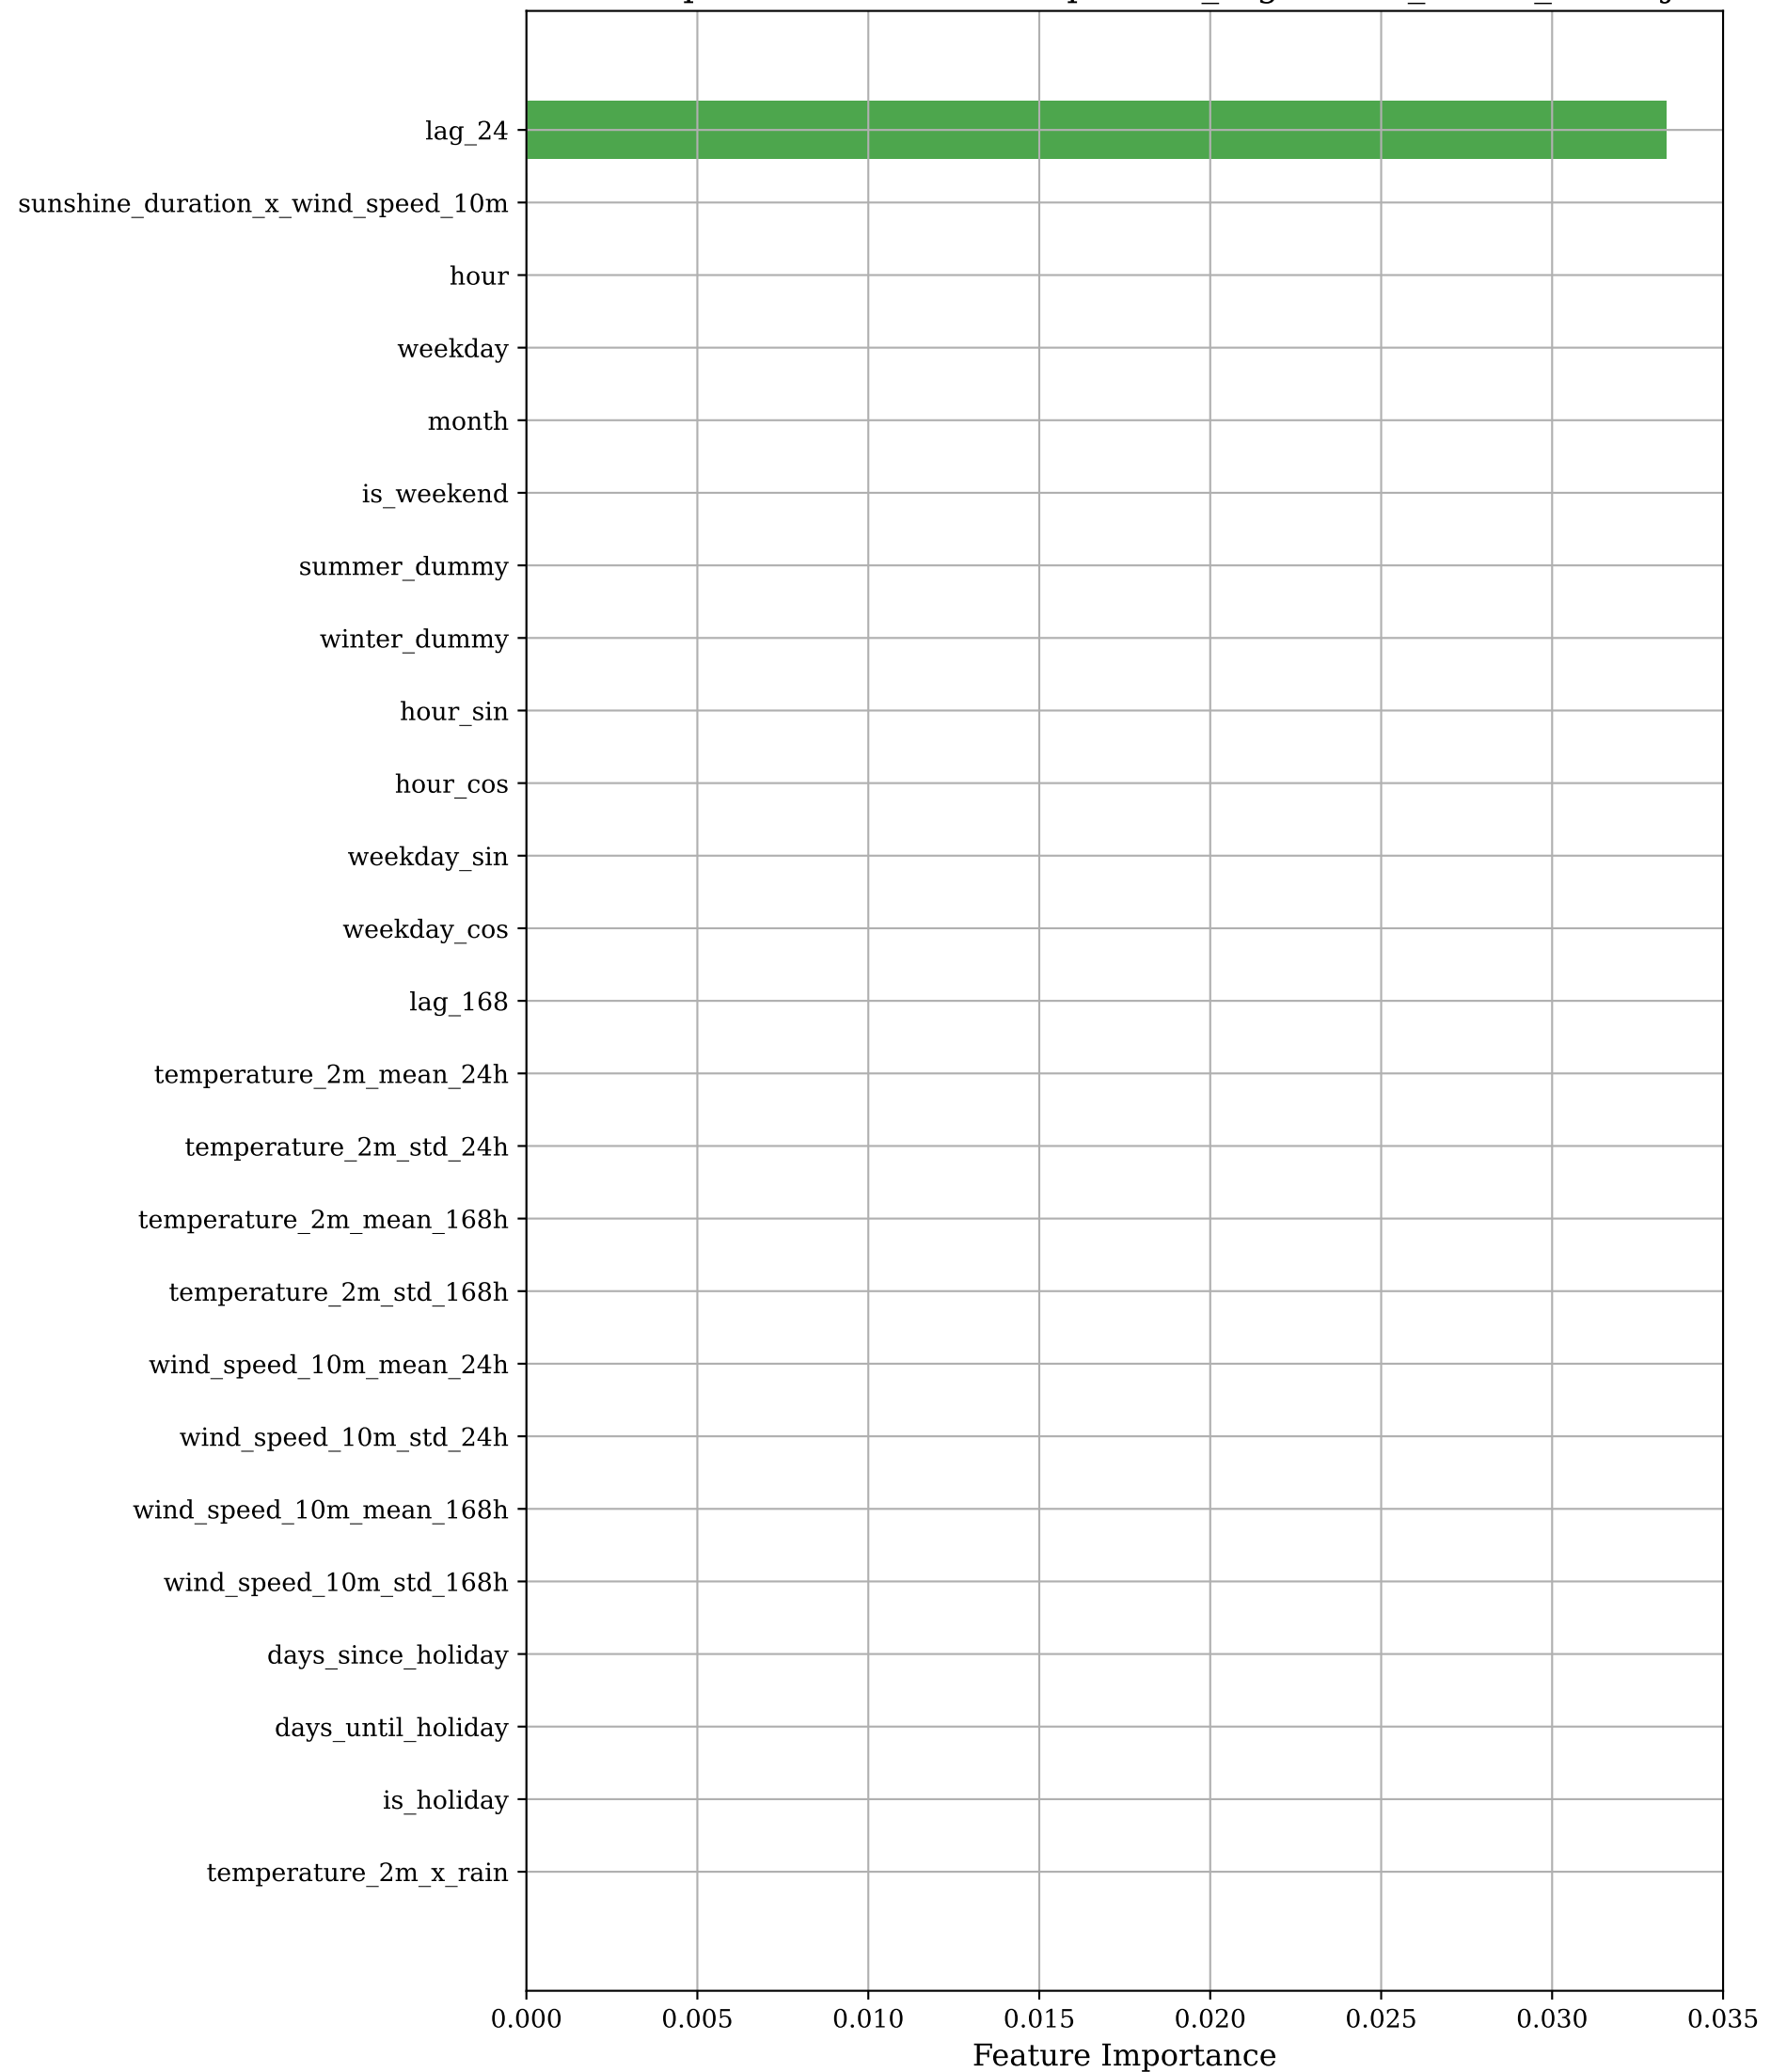 lag_24
sunshine_duration_x_wind_speed_10m
hour
weekday
month
is_weekend
summer_dummy
winter_dummy
hour_sin
hour_cos
weekday_sin
weekday_cos
lag_168
temperature_2m_mean_24h
temperature_2m_std_24h
temperature_2m_mean_168h
temperature_2m_std_168h
wind_speed_10m_mean_24h
wind_speed_10m_std_24h
wind_speed_10m_mean_168h
wind_speed_10m_std_168h
days_since_holiday
days_until_holiday
is_holiday
temperature_2m_x_rain
0.000 0.005 0.010 0.015 0.020 0.025 0.030 0.035
Feature Importance